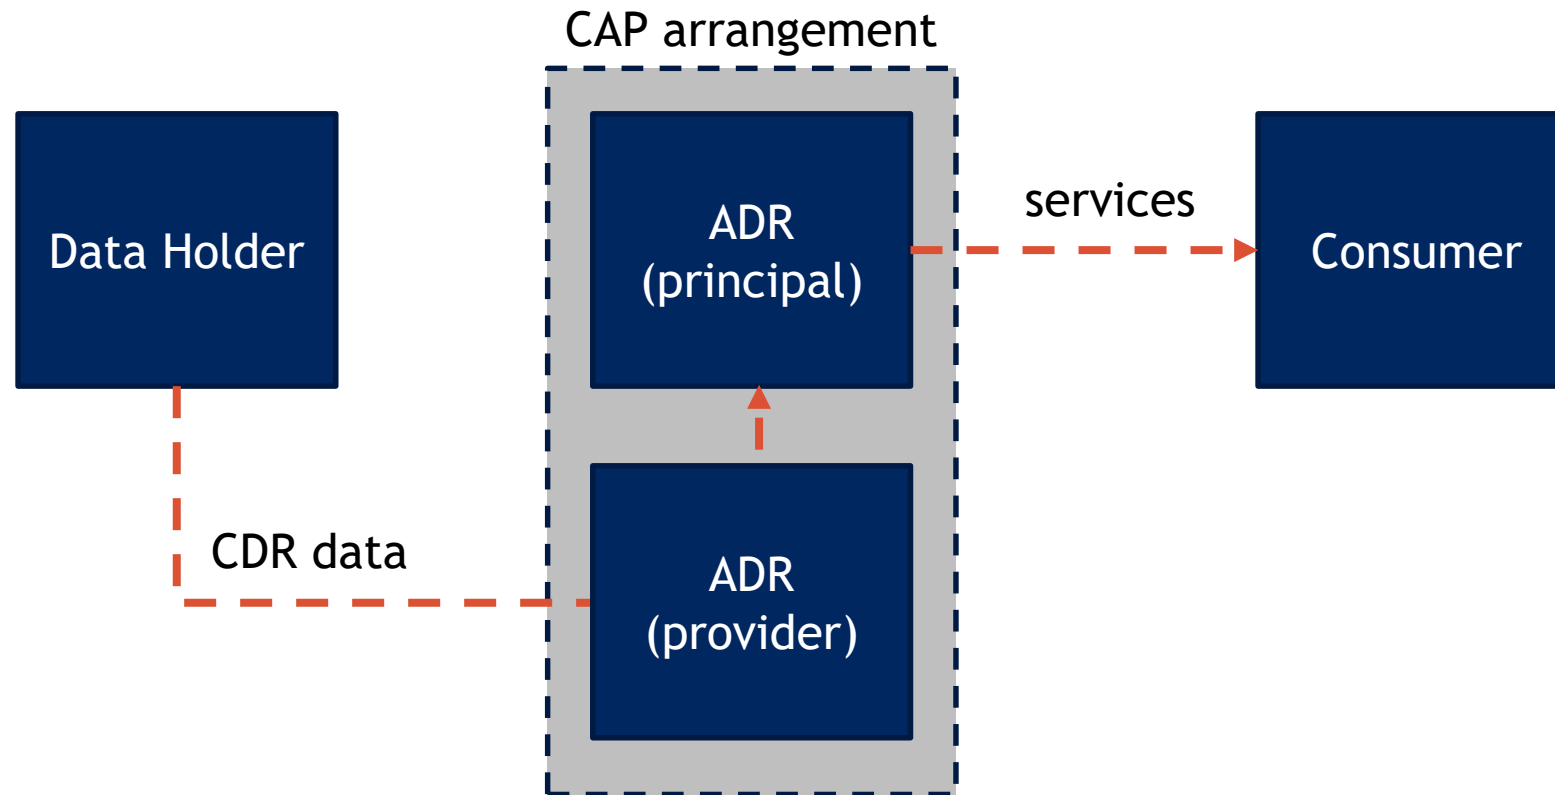 CAP arrangement
Data Holder
ADR
(principal)
services
Consumer
CDR data
ADR
(provider)